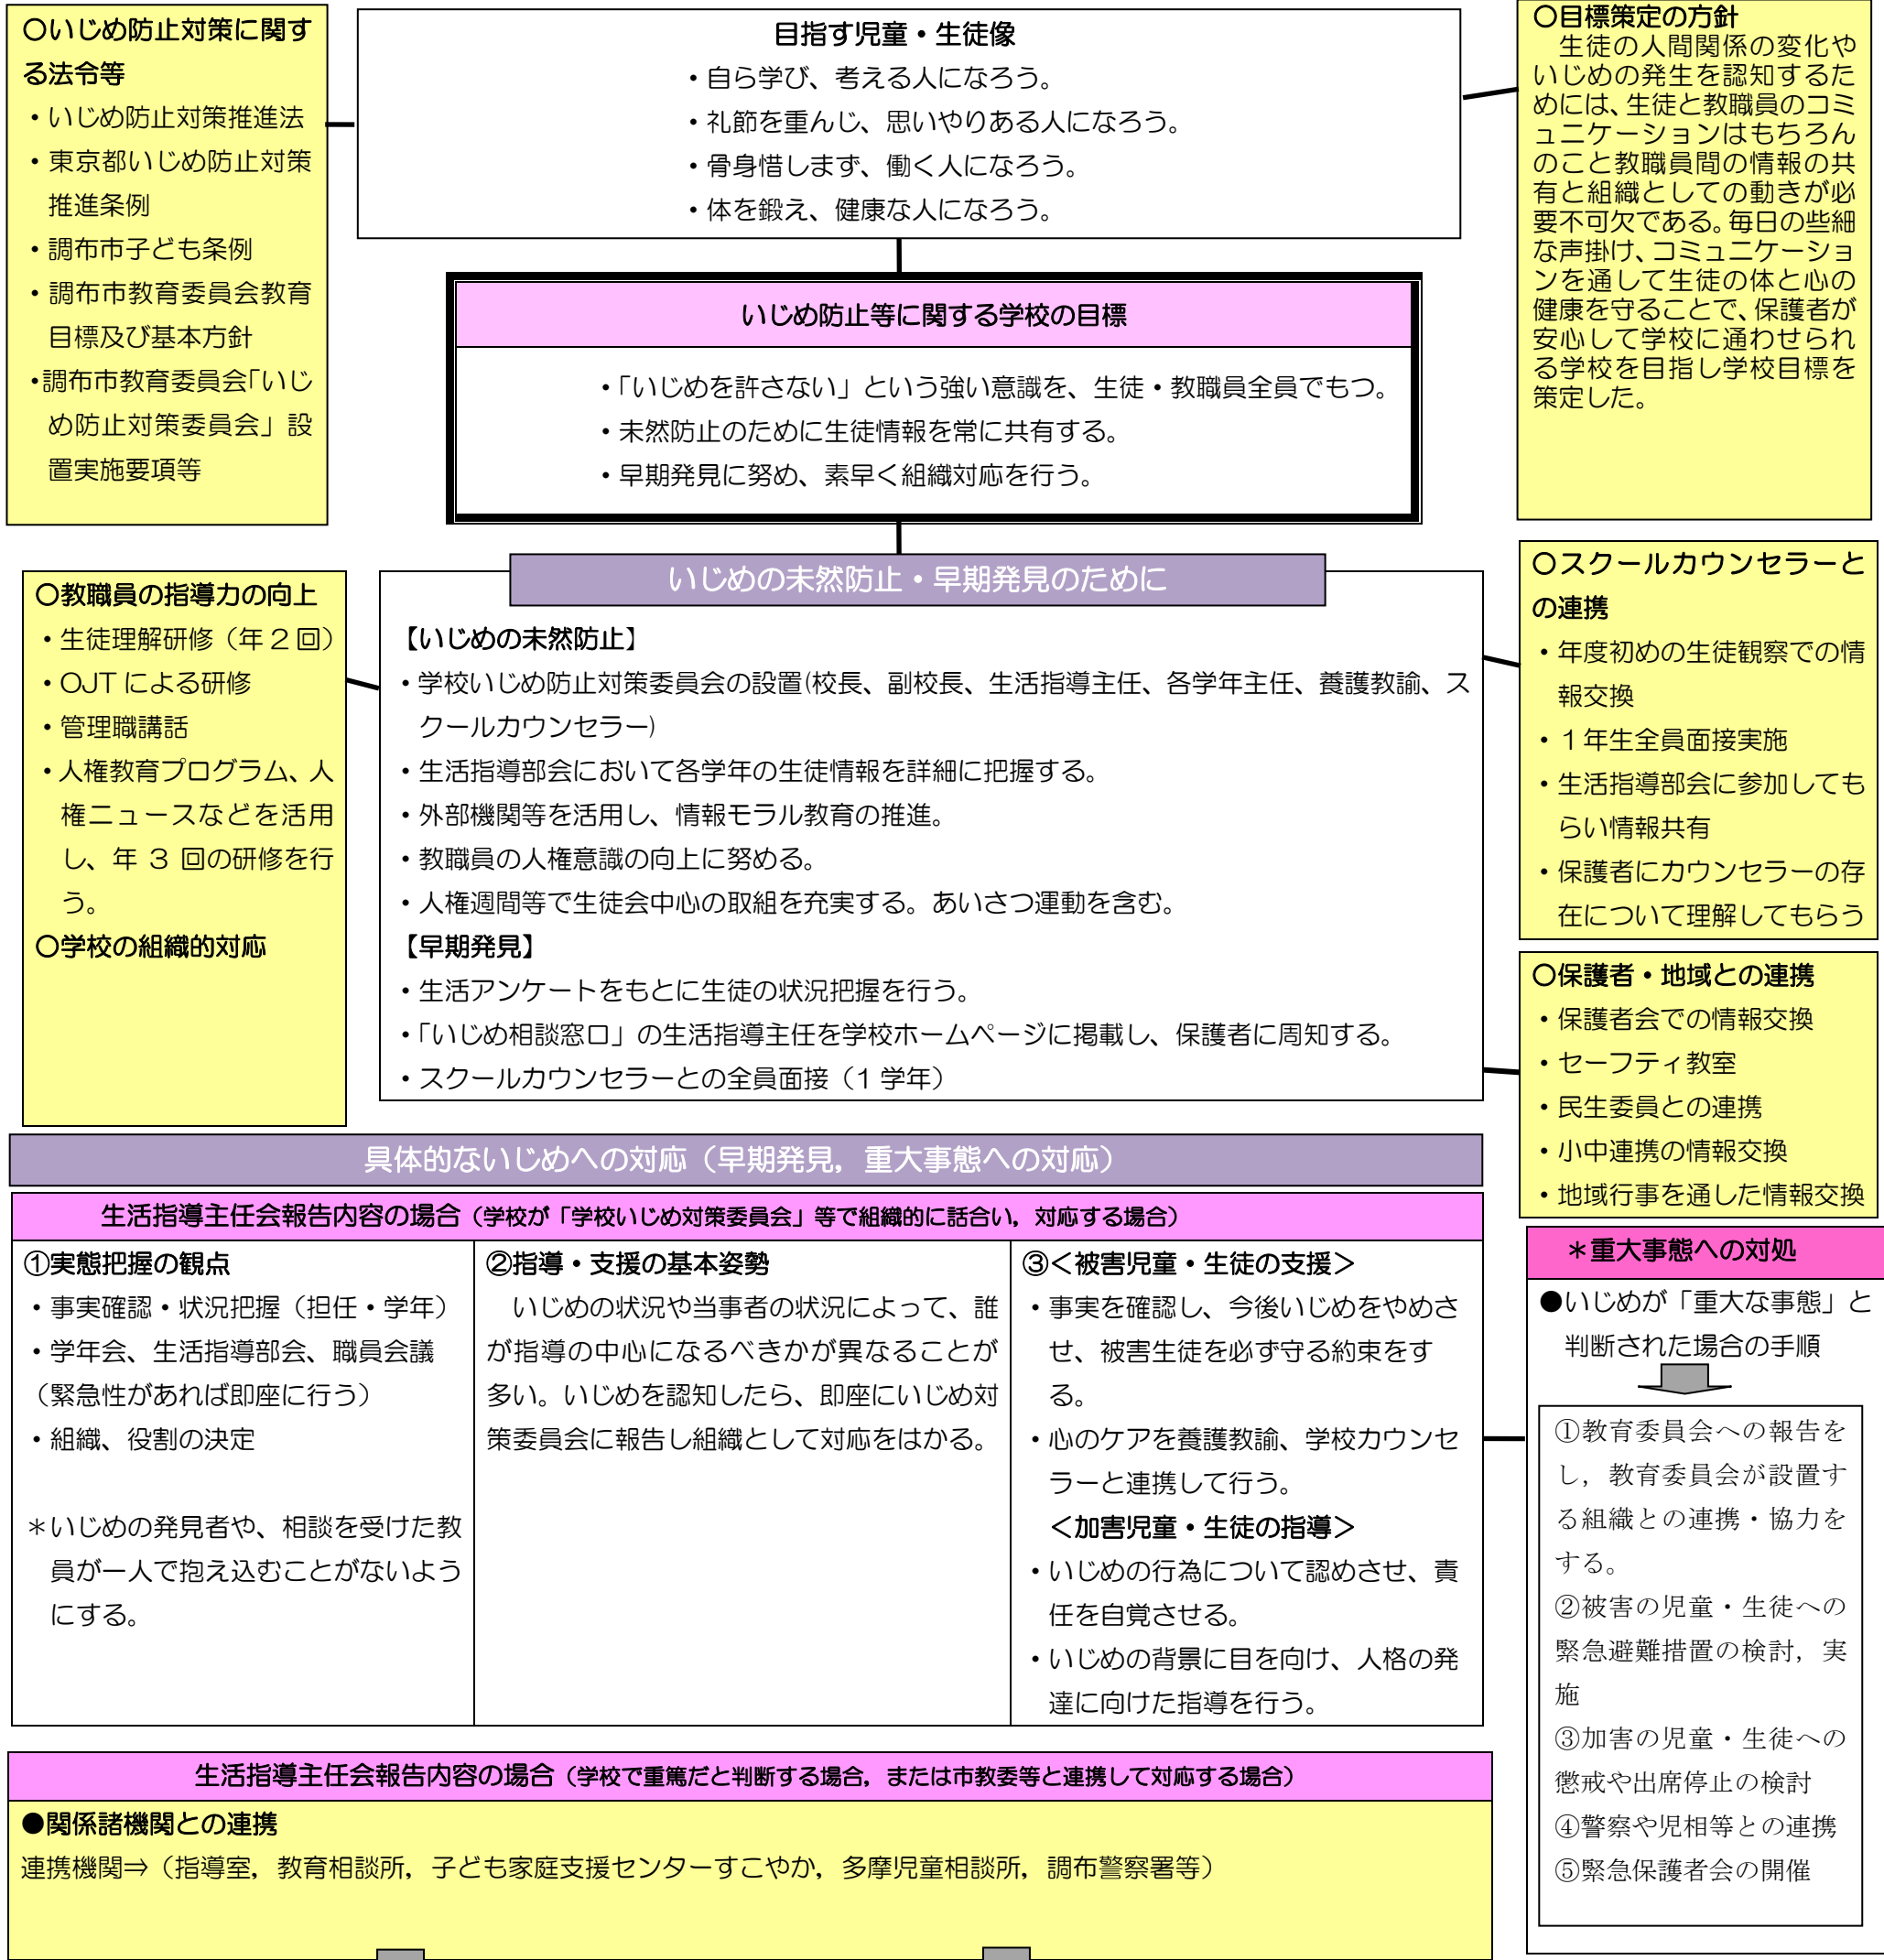 ○いじめ防止対策に関す
る法令等
・いじめ防止対策推進法
・東京都いじめ防止対策
推進条例
・調布市子ども条例
・調布市教育委員会教育
目標及び基本方針
・調布市教育委員会「いじ
め防止対策委員会」設
置実施要項等
目指す児童・生徒像
・自ら学び、考える人になろう。
・礼節を重んじ、思いやりある人になろう。
・骨身惜しまず、働く人になろう。
・体を鍛え、健康な人になろう。
○目標策定の方針
　生徒の人間関係の変化や
いじめの発生を認知するた
めには、生徒と教職員のコミ
ュニケーションはもちろん
のこと教職員間の情報の共
有と組織としての動きが必
要不可欠である。毎日の些細
な声掛け、コミュニケーショ
ンを通して生徒の体と心の
健康を守ることで、保護者が
安心して学校に通わせられ
る学校を目指し学校目標を
策定した。
いじめ防止等に関する学校の目標
・「いじめを許さない」という強い意識を、生徒・教職員全員でもつ。
・未然防止のために生徒情報を常に共有する。
・早期発見に努め、素早く組織対応を行う。
○教職員の指導力の向上
・生徒理解研修（年２回）
・OJTによる研修
・管理職講話
・人権教育プログラム、人
権ニュースなどを活用
し、年 3 回の研修を行
う。
○学校の組織的対応
いじめの未然防止・早期発見のために
【いじめの未然防止】
・学校いじめ防止対策委員会の設置(校長、副校長、生活指導主任、各学年主任、養護教諭、ス
クールカウンセラー)
・生活指導部会において各学年の生徒情報を詳細に把握する。
・外部機関等を活用し、情報モラル教育の推進。
・教職員の人権意識の向上に努める。
・人権週間等で生徒会中心の取組を充実する。あいさつ運動を含む。
【早期発見】
・生活アンケートをもとに生徒の状況把握を行う。
・「いじめ相談窓口」の生活指導主任を学校ホームページに掲載し、保護者に周知する。
・スクールカウンセラーとの全員面接（1 学年）
○スクールカウンセラーと
の連携
・年度初めの生徒観察での情
報交換
・１年生全員面接実施
・生活指導部会に参加しても
らい情報共有
・保護者にカウンセラーの存
在について理解してもらう
○保護者・地域との連携
・保護者会での情報交換
・セーフティ教室
・民生委員との連携
・小中連携の情報交換
・地域行事を通した情報交換
具体的ないじめへの対応（早期発見，重大事態への対応）
生活指導主任会報告内容の場合（学校が「学校いじめ対策委員会」等で組織的に話合い，対応する場合）
①実態把握の観点
・事実確認・状況把握（担任・学年）
・学年会、生活指導部会、職員会議
（緊急性があれば即座に行う）
・組織、役割の決定
＊いじめの発見者や、相談を受けた教
員が一人で抱え込むことがないよう
にする。
②指導・支援の基本姿勢
　いじめの状況や当事者の状況によって、誰
が指導の中心になるべきかが異なることが
多い。いじめを認知したら、即座にいじめ対
策委員会に報告し組織として対応をはかる。
③＜被害児童・生徒の支援＞
・事実を確認し、今後いじめをやめさ
せ、被害生徒を必ず守る約束をす
る。
・心のケアを養護教諭、学校カウンセ
ラーと連携して行う。
＜加害児童・生徒の指導＞
・いじめの行為について認めさせ、責
任を自覚させる。
・いじめの背景に目を向け、人格の発
達に向けた指導を行う。
＊重大事態への対処
●いじめが「重大な事態」と
判断された場合の手順
①教育委員会への報告を
し，教育委員会が設置す
る組織との連携・協力を
する。
②被害の児童・生徒への
緊急避難措置の検討，実
施
③加害の児童・生徒への
懲戒や出席停止の検討
④警察や児相等との連携
⑤緊急保護者会の開催
生活指導主任会報告内容の場合（学校で重篤だと判断する場合，または市教委等と連携して対応する場合）
●関係諸機関との連携
連携機関⇒（指導室，教育相談所，子ども家庭支援センターすこやか，多摩児童相談所，調布警察署等）